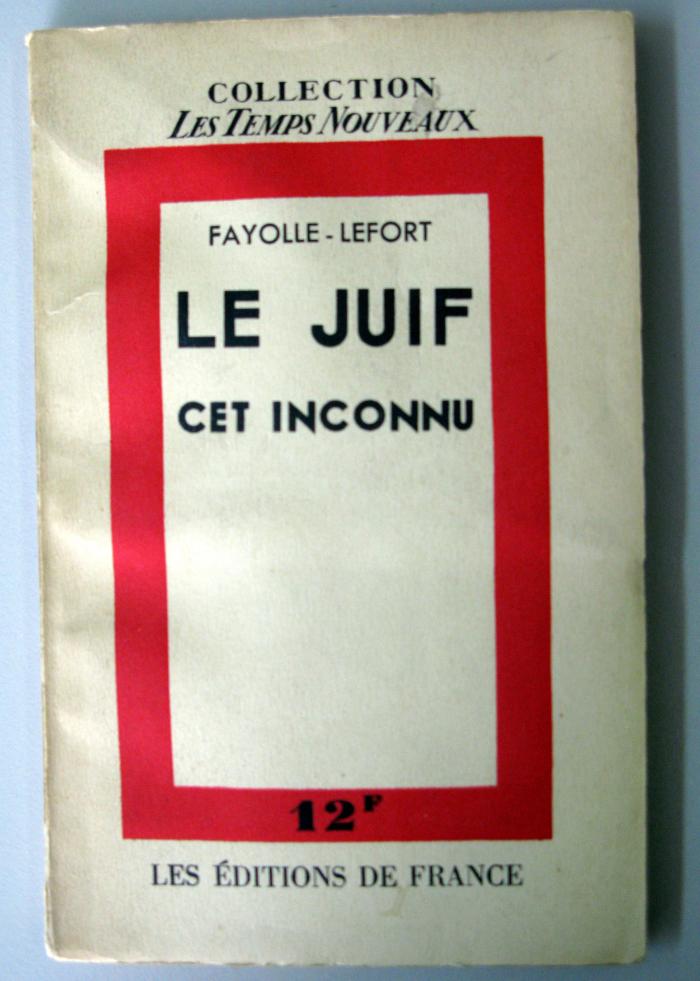 COLLECTION
LES TEMPS NOUVEAUX
FAYOLLE - LEFORT
LE JUIF
CET INCONNU
12F
LES ÉDITIONS DE FRANCE